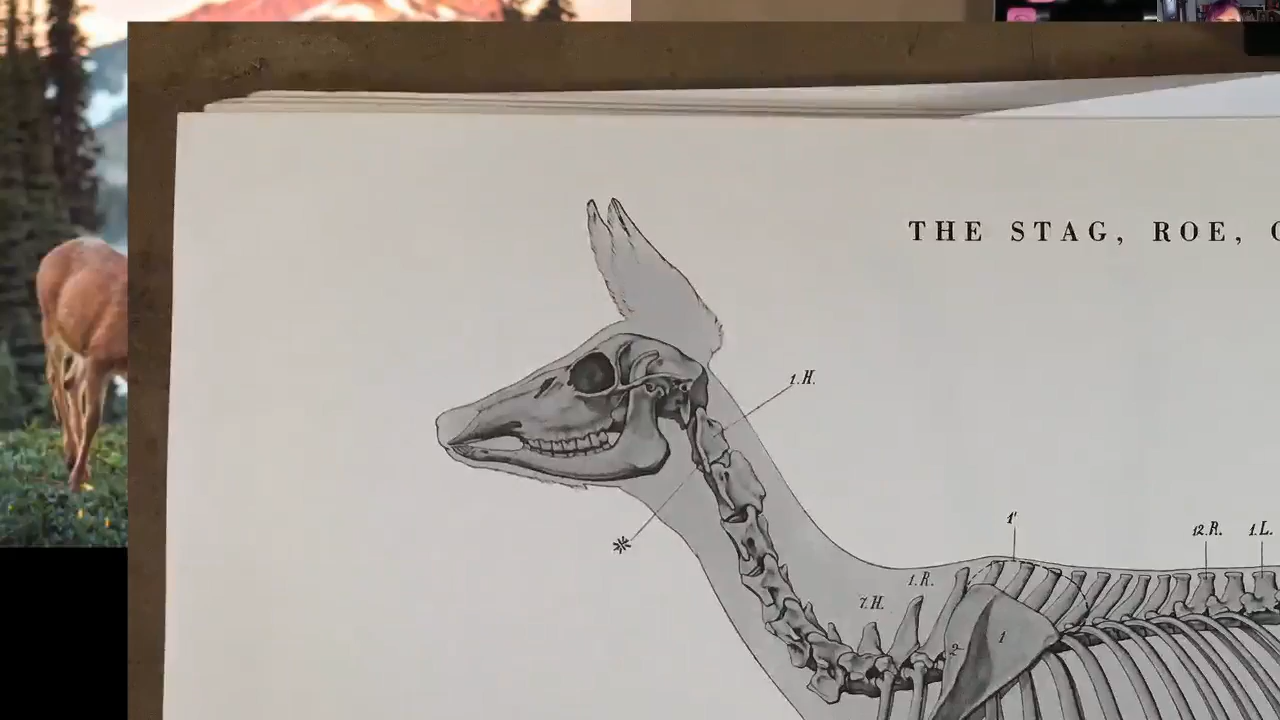 THE STAG, ROE,
1.H.
1'
12.R.
1.L.
1.R.
7.H.
1
2